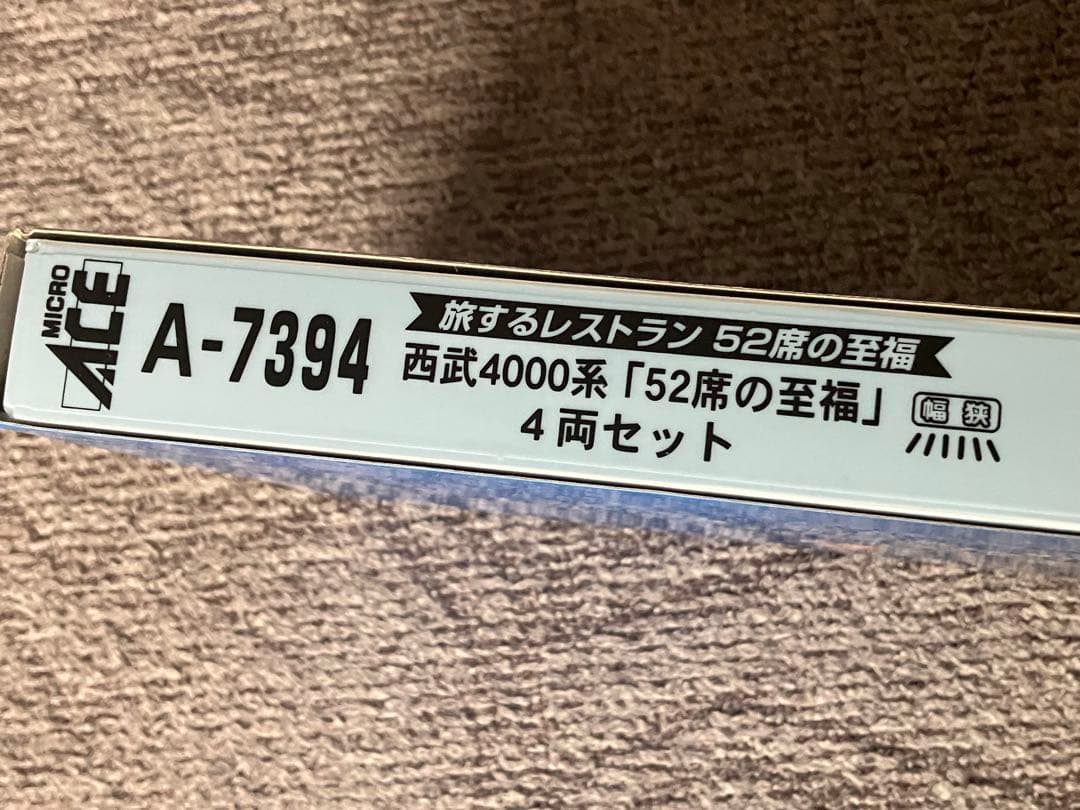 MICRO ACE
A-7394
旅するレストラン 52席の至福
西武4000系「52席の至福」
4両セット
幅狭